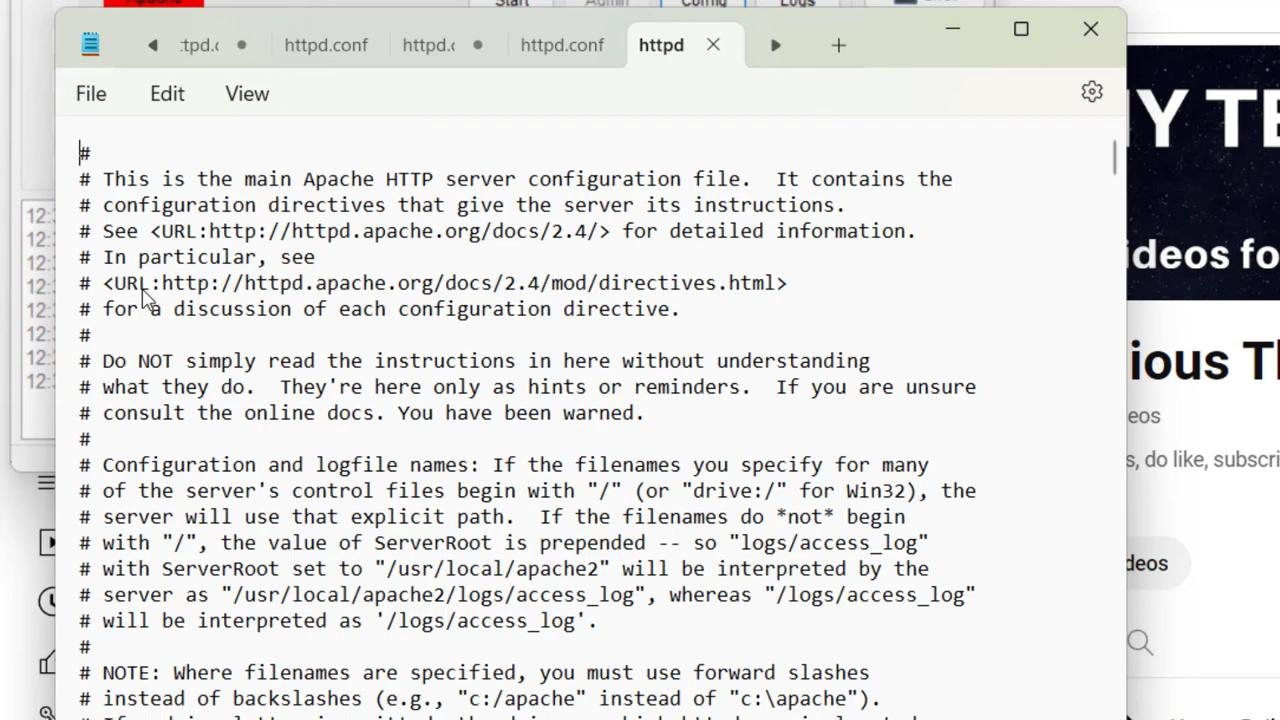 Apache
Start
Admin
Config
Logs
httpd.conf
httpd.conf
httpd
File
Edit
View
#
# This is the main Apache HTTP server configuration file.  It contains the
# configuration directives that give the server its instructions.
# See <URL:http://httpd.apache.org/docs/2.4/> for detailed information.
# In particular, see
# <URL:http://httpd.apache.org/docs/2.4/mod/directives.html>
# for a discussion of each configuration directive.
#
# Do NOT simply read the instructions in here without understanding
# what they do.  They're here only as hints or reminders.  If you are unsure
# consult the online docs. You have been warned.
#
# Configuration and logfile names: If the filenames you specify for many
# of the server's control files begin with "/" (or "drive:/" for Win32), the
# server will use that explicit path.  If the filenames do *not* begin
# with "/", the value of ServerRoot is prepended -- so "logs/access_log"
# with ServerRoot set to "/usr/local/apache2" will be interpreted by the
# server as "/usr/local/apache2/logs/access_log", whereas "/logs/access_log"
# will be interpreted as '/logs/access_log'.
#
# NOTE: Where filenames are specified, you must use forward slashes
# instead of backslashes (e.g., "c:/apache" instead of "c:\apache").
Y TE
deos fo
ious Th
eos
s, do like, subscri
deos